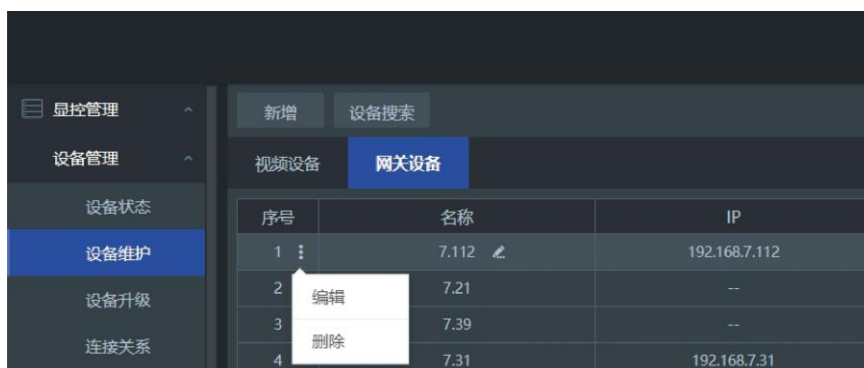 显控管理
新增 设备搜索
设备管理
视频设备 网关设备
设备状态
序号 名称 IP
设备维护
1 7.112 192.168.7.112
编辑
2 7.21 --
设备升级
3 7.39 --
删除
连接关系
4 7.31 192.168.7.31